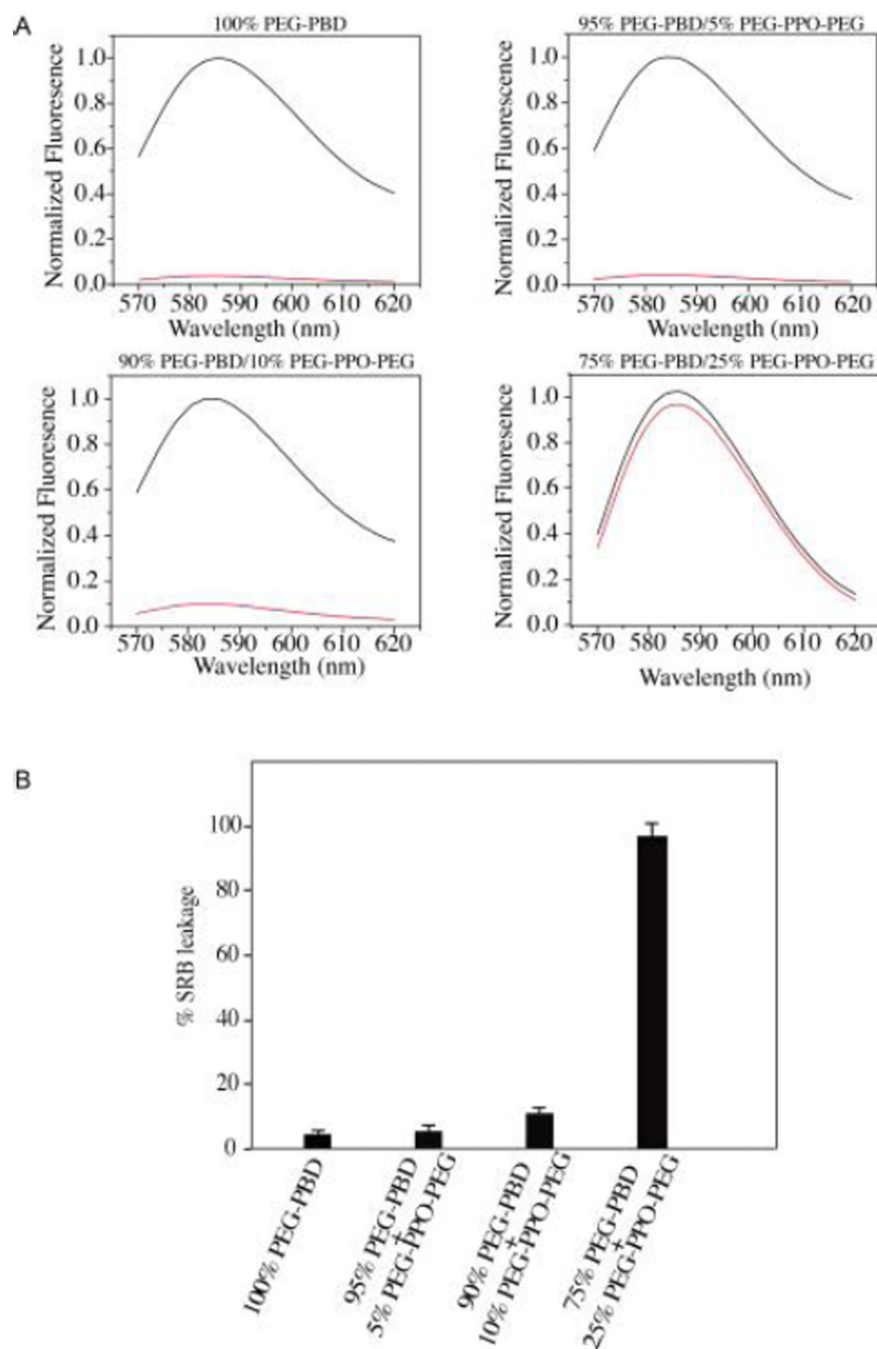 A
100% PEG-PBD
95% PEG-PBD/5% PEG-PPO-PEG
Normalized Fluorescence
1.0
0.8
0.6
0.4
0.2
0.0
570 580 590 600 610 620
Wavelength (nm)
Normalized Fluorescence
1.0
0.8
0.6
0.4
0.2
0.0
570 580 590 600 610 620
Wavelength (nm)
90% PEG-PBD/10% PEG-PPO-PEG
75% PEG-PBD/25% PEG-PPO-PEG
Normalized Fluoresence
1.0
0.8
0.6
0.4
0.2
0.0
570 580 590 600 610 620
Wavelength (nm)
Normalized Fluoresence
1.0
0.8
0.6
0.4
0.2
0.0
570 580 590 600 610 620
Wavelength (nm)
B
% SRB leakage
100
80
60
40
20
0
100% PEG-PBD
95% PEG-PBD
+
5% PEG-PPO-PEG
90% PEG-PBD
+
10% PEG-PPO-PEG
75% PEG-PBD
+
25% PEG-PPO-PEG